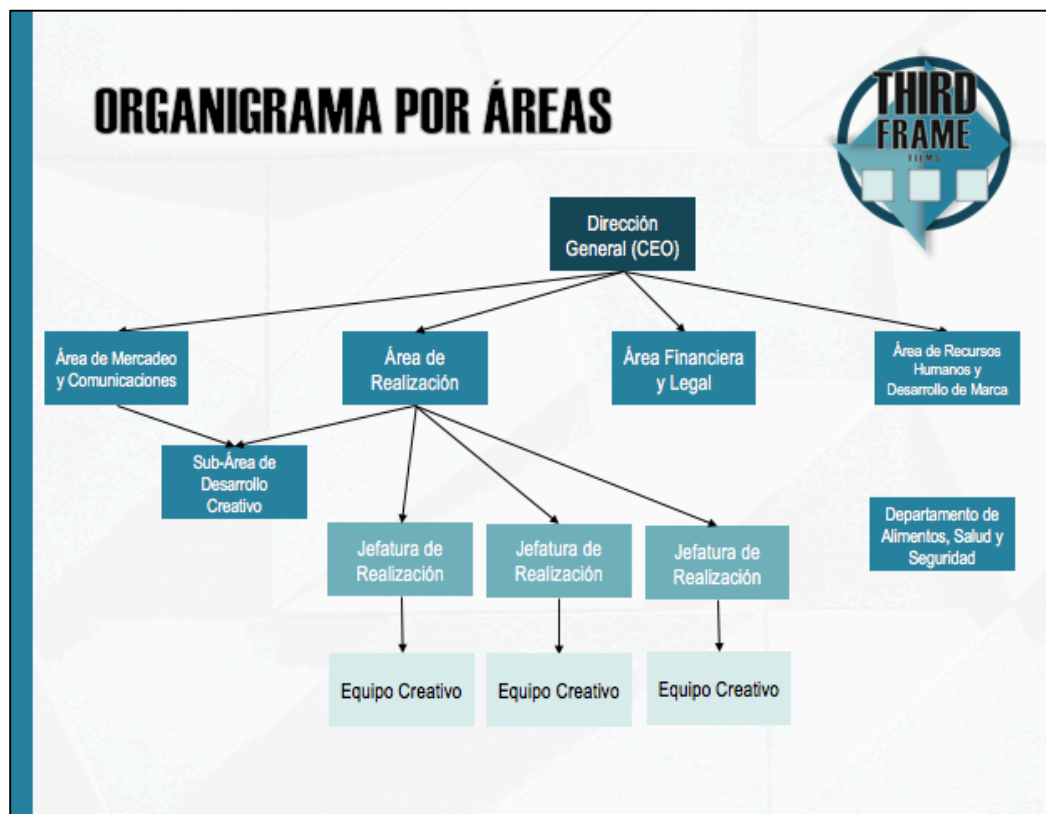 ORGANIGRAMA POR ÁREAS
THIRD
FRAME
FILMS
Dirección
General (CEO)
Área de Mercadeo
y Comunicaciones
Área de
Realización
Área Financiera
y Legal
Área de Recursos
Humanos y
Desarrollo de Marca
Sub-Área de
Desarrollo
Creativo
Departamento de
Alimentos, Salud y
Seguridad
Jefatura de
Realización
Jefatura de
Realización
Jefatura de
Realización
Equipo Creativo
Equipo Creativo
Equipo Creativo